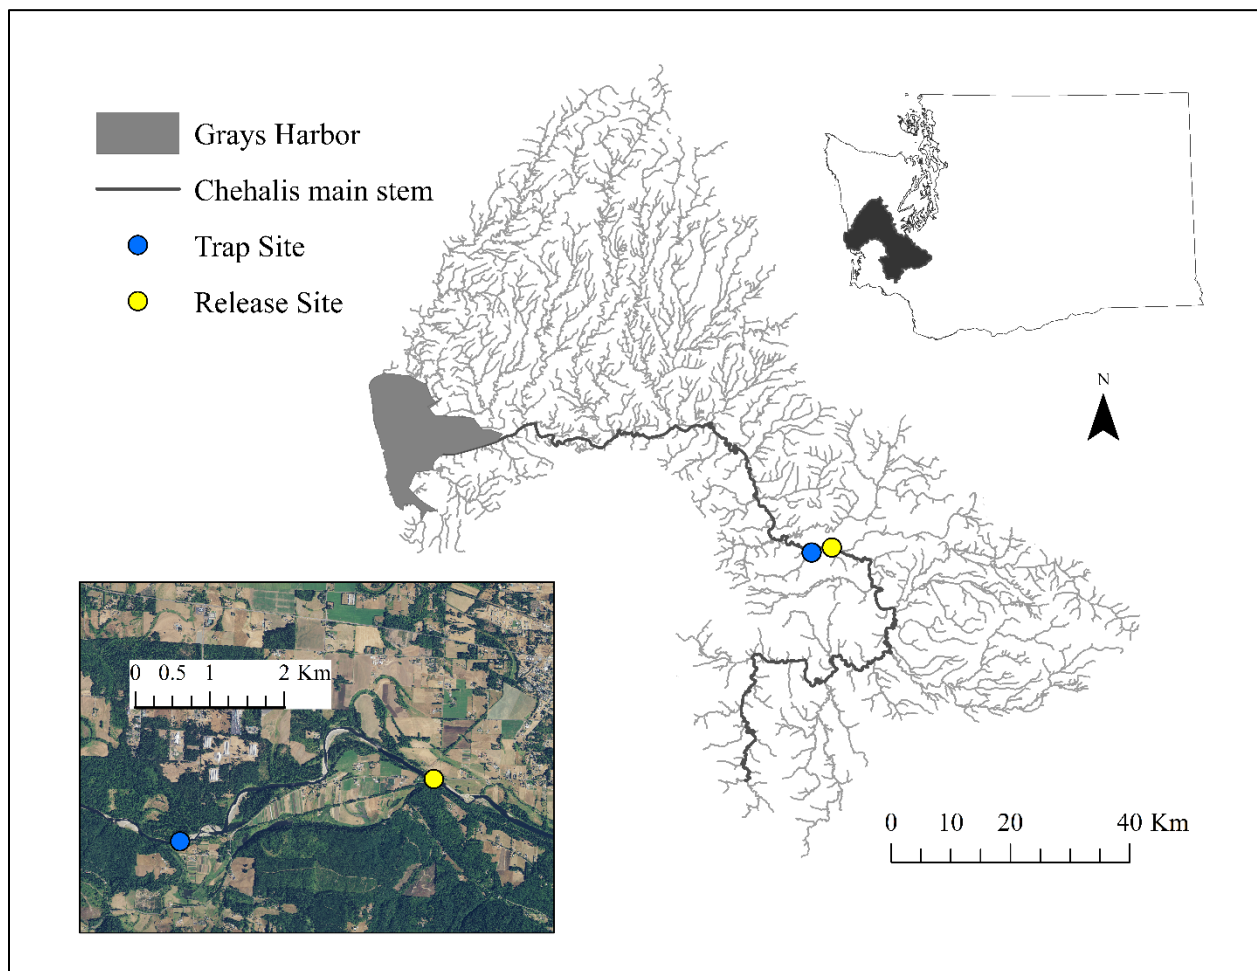 Grays Harbor
Chehalis main stem
Trap Site
Release Site
N
0 0.5 1 2 Km
0 10 20 40 Km